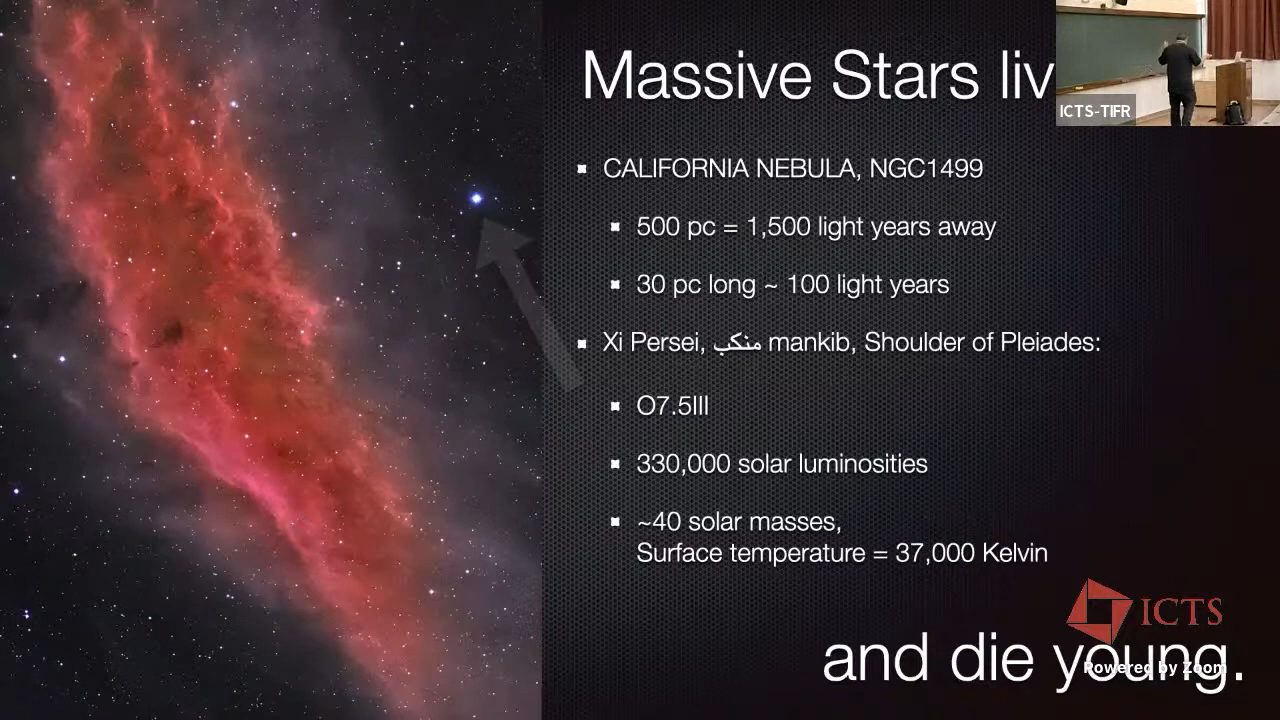 Massive Stars liv
ICTS-TIFR
CALIFORNIA NEBULA, NGC1499
500 pc = 1,500 light years away
30 pc long ~ 100 light years
Xi Persei, منكب mankib, Shoulder of Pleiades:
O7.5III
330,000 solar luminosities
~40 solar masses,
Surface temperature = 37,000 Kelvin
ICTS
and die young.
Powered by Zoom